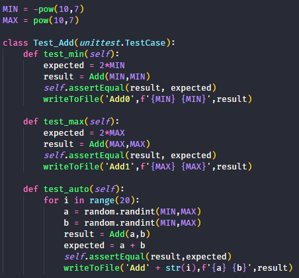 MIN = -pow(10,7)
MAX = pow(10,7)

class Test_Add(unittest.TestCase):
    def test_min(self):
        expected = 2*MIN
        result = Add(MIN,MIN)
        self.assertEqual(result, expected)
        writeToFile('Add0',f'{MIN} {MIN}',result)

    def test_max(self):
        expected = 2*MAX
        result = Add(MAX,MAX)
        self.assertEqual(result, expected)
        writeToFile('Add1',f'{MAX} {MAX}',result)

    def test_auto(self):
        for i in range(20):
            a = random.randint(MIN,MAX)
            b = random.randint(MIN,MAX)
            result = Add(a,b)
            expected = a + b
            self.assertEqual(result,expected)
            writeToFile('Add' + str(i),f'{a} {b}',result)